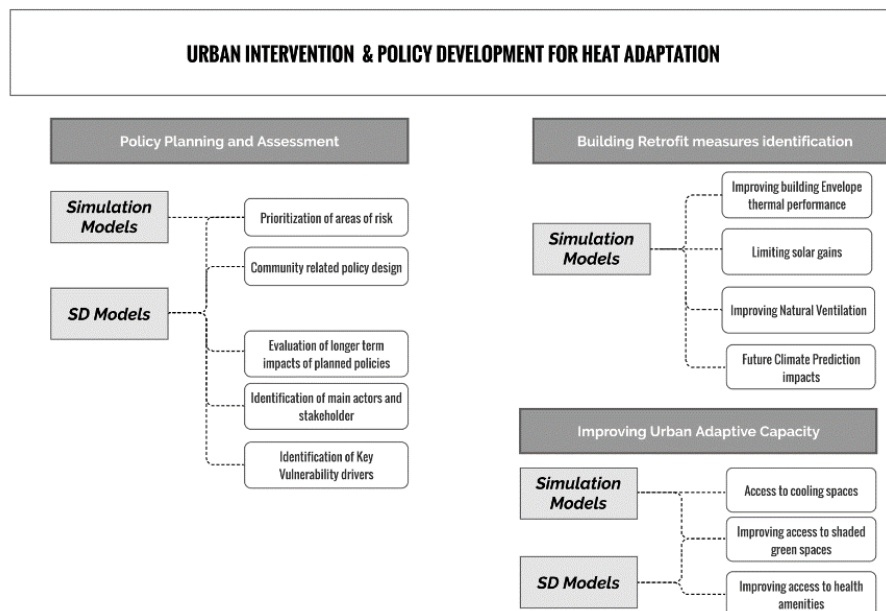 URBAN INTERVENTION & POLICY DEVELOPMENT FOR HEAT ADAPTATION
Policy Planning and Assessment
Simulation
Models
SD Models
Prioritization of areas of risk
Community related policy design
Evaluation of longer term
impacts of planned policies
Identification of main actors and
stakeholder
Identification of Key
Vulnerability drivers
Building Retrofit measures identification
Simulation
Models
Improving building Envelope
thermal performance
Limiting solar gains
Improving Natural Ventilation
Future Climate Prediction
impacts
Improving Urban Adaptive Capacity
Simulation
Models
SD Models
Access to cooling spaces
Improving access to shaded
green spaces
Improving access to health
amenities